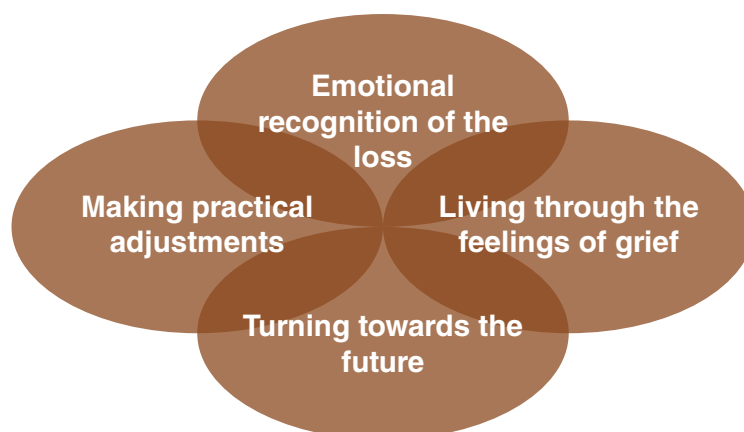 Emotional
recognition of the
loss
Making practical
adjustments
Living through the
feelings of grief
Turning towards the
future